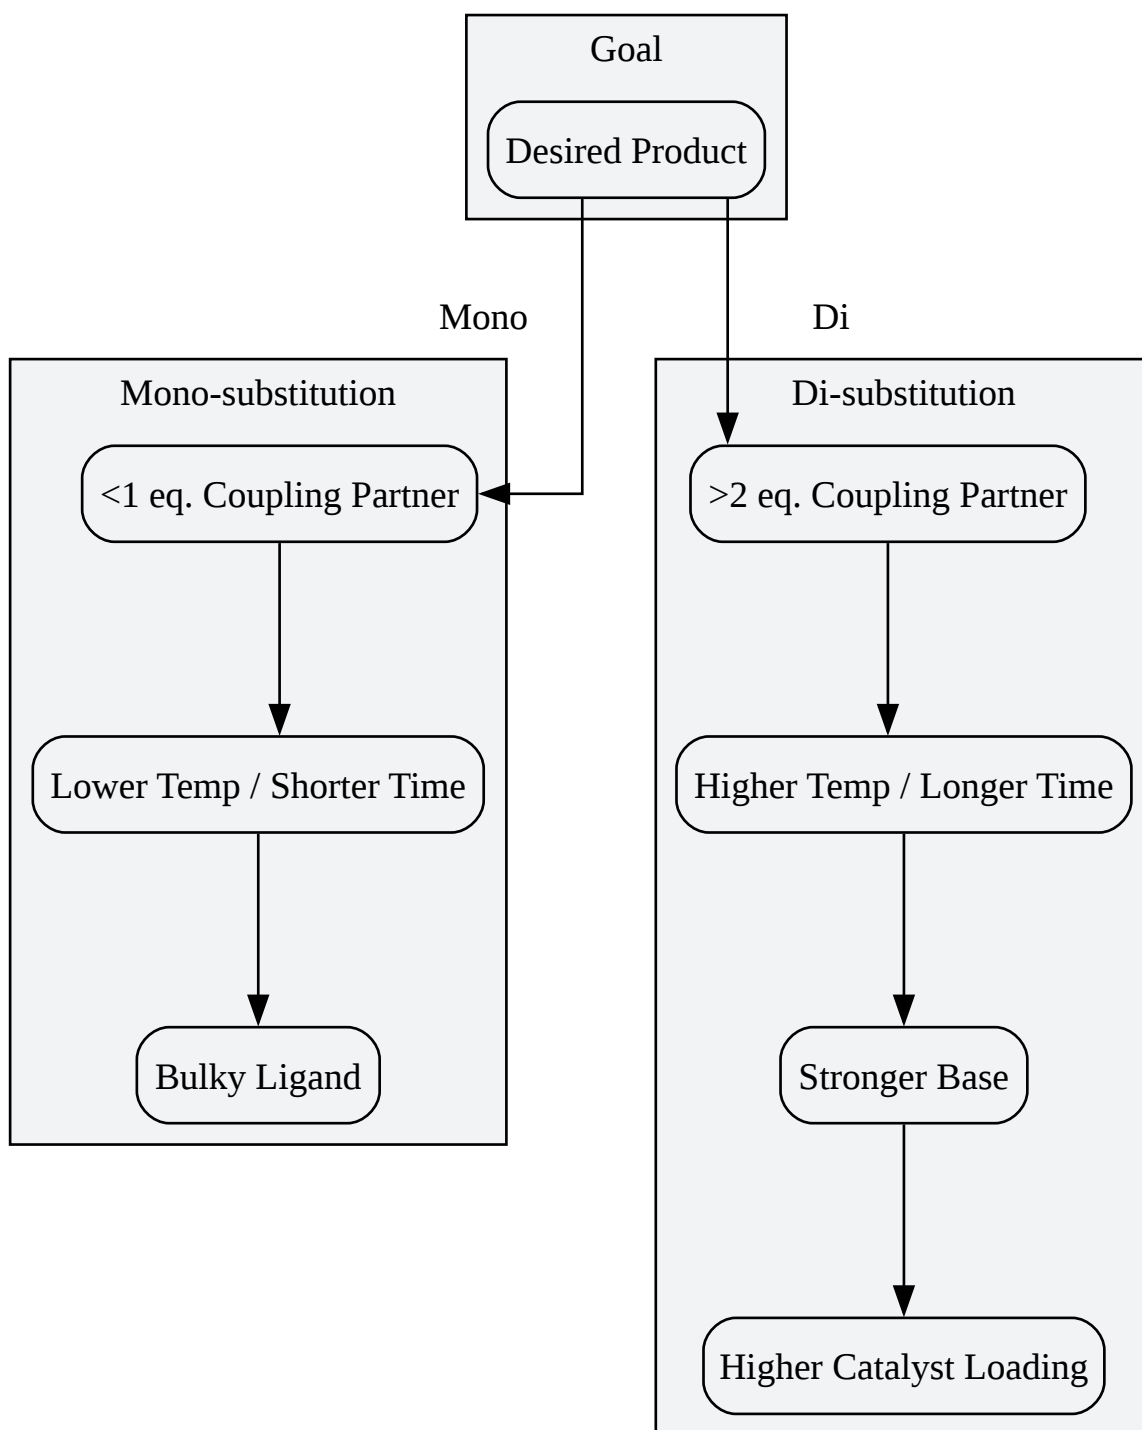 Goal
Desired Product
Mono
Di
Mono-substitution
<1 eq. Coupling Partner
Lower Temp / Shorter Time
Bulky Ligand
Di-substitution
>2 eq. Coupling Partner
Higher Temp / Longer Time
Stronger Base
Higher Catalyst Loading